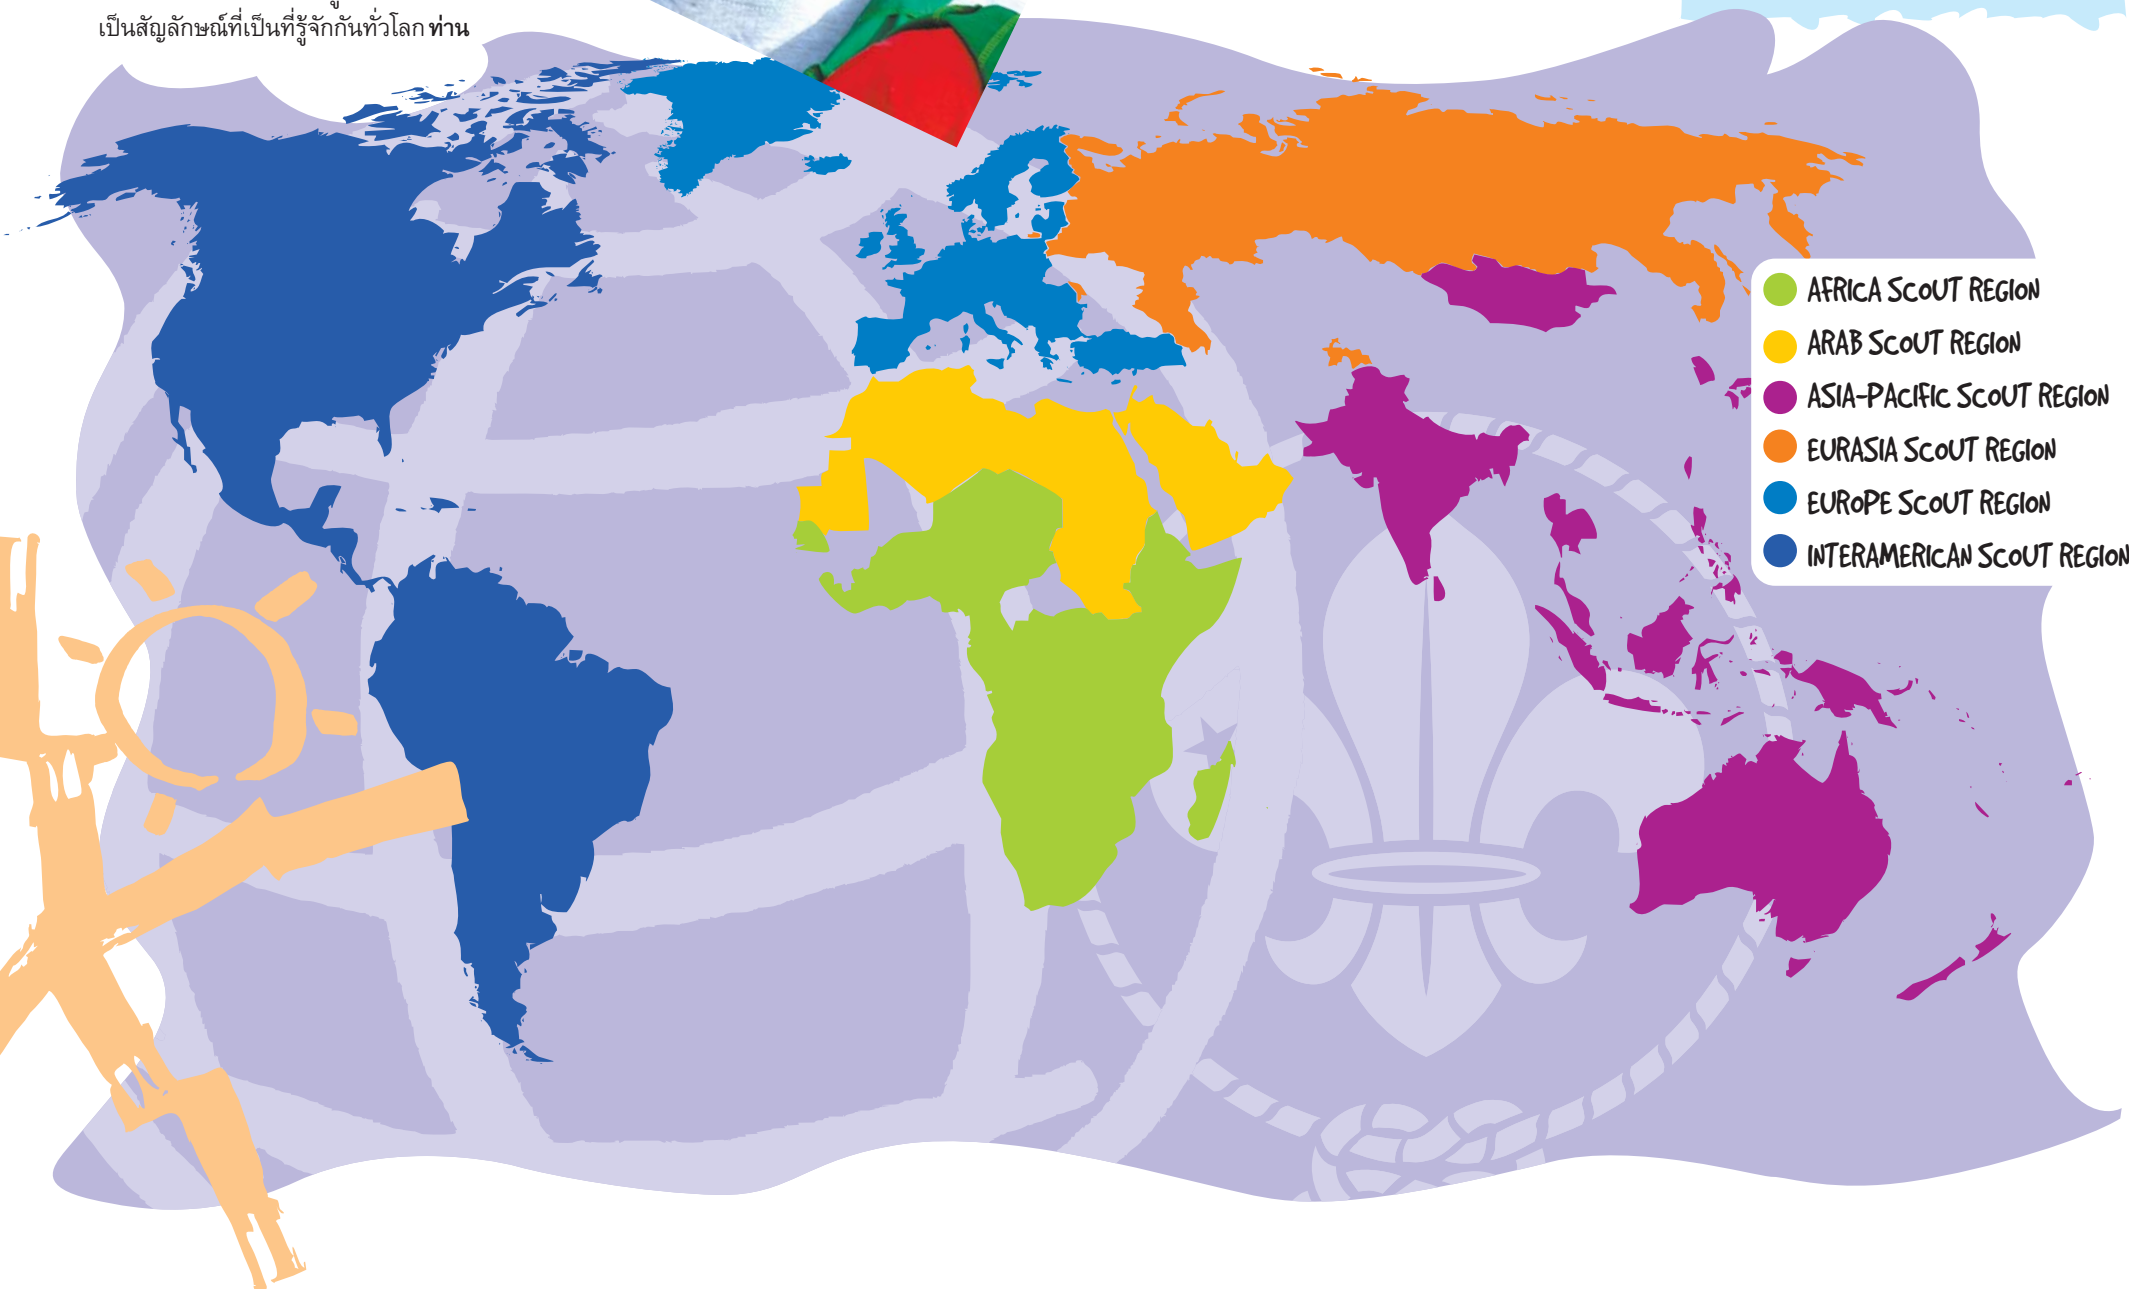 เป็นสัญลักษณ์ที่เป็นที่รู้จักกันทั่วโลก ท่าน
AFRICA SCOUT REGION
ARAB SCOUT REGION
ASIA-PACIFIC SCOUT REGION
EURASIA SCOUT REGION
EUROPE SCOUT REGION
INTERAMERICAN SCOUT REGION